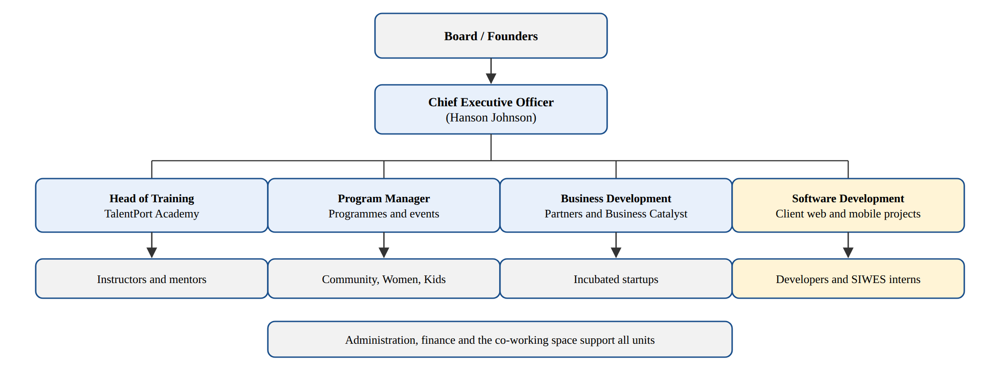 Board / Founders
Chief Executive Officer
(Hanson Johnson)
Head of Training
TalentPort Academy
Program Manager
Programmes and events
Business Development
Partners and Business Catalyst
Software Development
Client web and mobile projects
Instructors and mentors
Community, Women, Kids
Incubated startups
Developers and SIWES interns
Administration, finance and the co-working space support all units